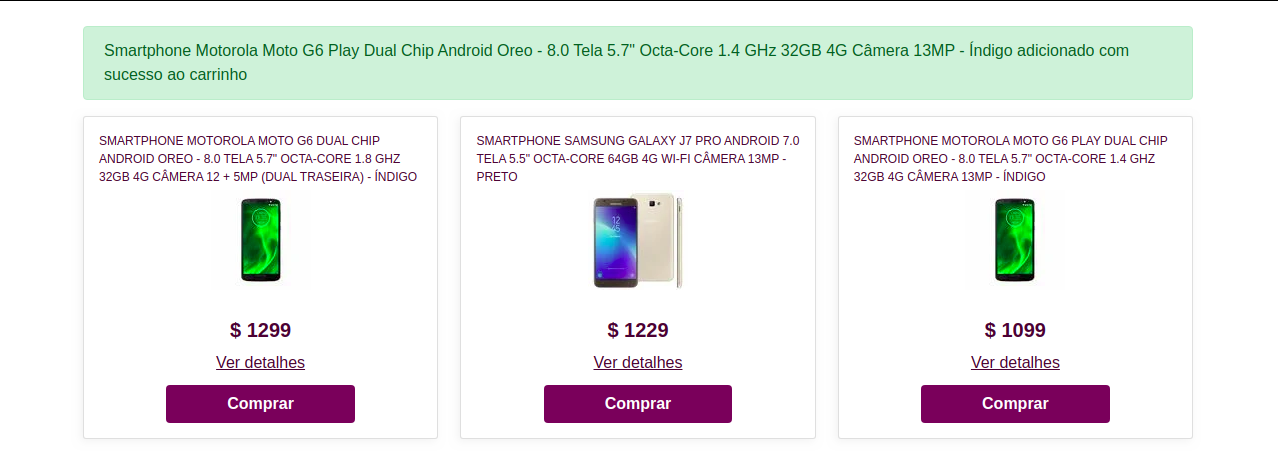 Smartphone Motorola Moto G6 Play Dual Chip Android Oreo - 8.0 Tela 5.7" Octa-Core 1.4 GHz 32GB 4G Câmera 13MP - Índigo adicionado com
sucesso ao carrinho
SMARTPHONE MOTOROLA MOTO G6 DUAL CHIP
ANDROID OREO - 8.0 TELA 5.7" OCTA-CORE 1.8 GHZ
32GB 4G CÂMERA 12 + 5MP (DUAL TRASEIRA) - ÍNDIGO
$ 1299
Ver detalhes
Comprar
SMARTPHONE SAMSUNG GALAXY J7 PRO ANDROID 7.0
TELA 5.5" OCTA-CORE 64GB 4G WI-FI CÂMERA 13MP -
PRETO
12
45
$ 1229
Ver detalhes
Comprar
SMARTPHONE MOTOROLA MOTO G6 PLAY DUAL CHIP
ANDROID OREO - 8.0 TELA 5.7" OCTA-CORE 1.4 GHZ
32GB 4G CÂMERA 13MP - ÍNDIGO
$ 1099
Ver detalhes
Comprar